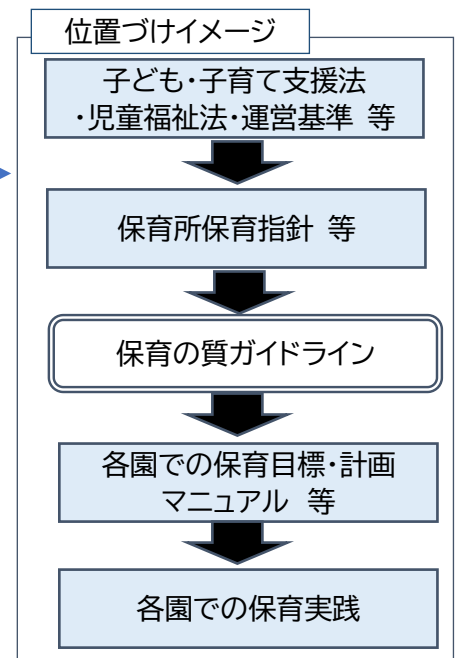 位置づけイメージ
子ども・子育て支援法
・児童福祉法・運営基準 等
保育所保育指針 等
保育の質ガイドライン
各園での保育目標・計画
マニュアル 等
各園での保育実践